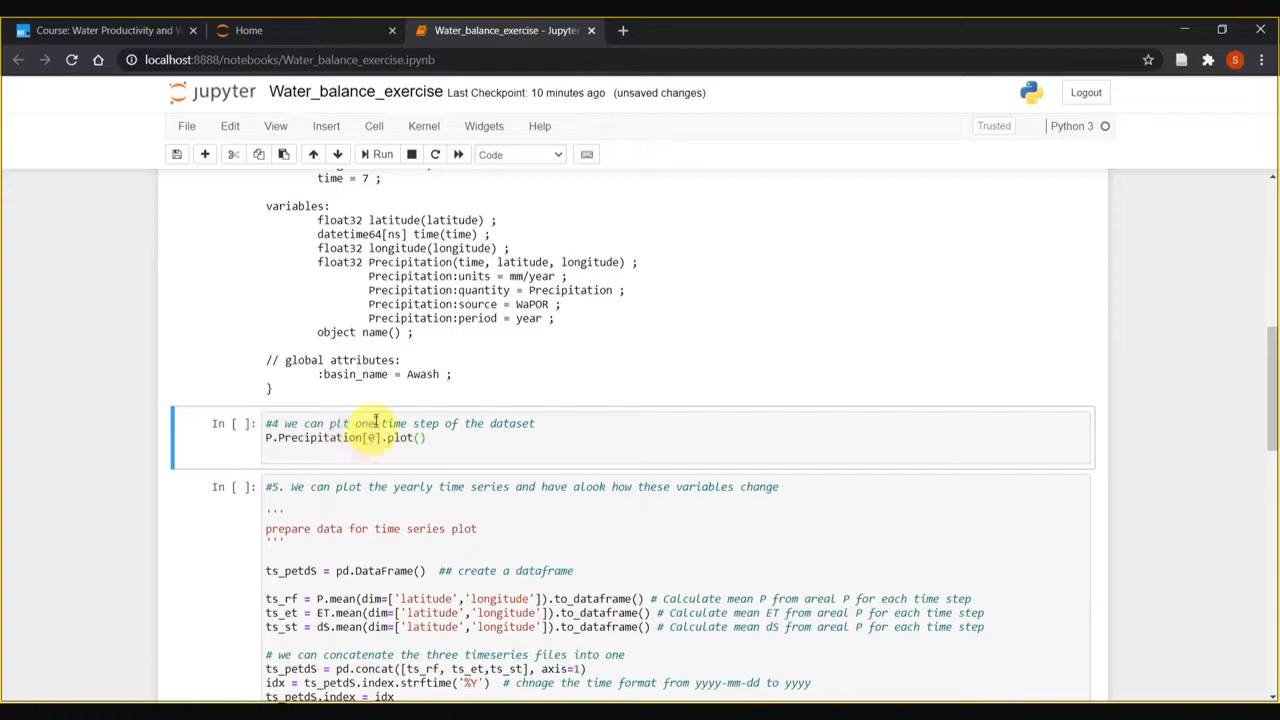 Course: Water Productivity and W
Home
Water_balance_exercise - Jupyter
localhost:8888/notebooks/Water_balance_exercise.ipynb
S
jupyter Water_balance_exercise Last Checkpoint: 10 minutes ago (unsaved changes)
Logout
File Edit View Insert Cell Kernel Widgets Help
Trusted
Python 3
Run
Code
time = 7 ;
variables:
float32 latitude(latitude) ;
datetime64[ns] time(time) ;
float32 longitude(longitude) ;
float32 Precipitation(time, latitude, longitude) ;
Precipitation:units = mm/year ;
Precipitation:quantity = Precipitation ;
Precipitation:source = WaPOR ;
Precipitation:period = year ;
object name() ;
// global attributes:
:basin_name = Awash ;
}
In [ ]: #4 we can plt one time step of the dataset
P.Precipitation[0].plot()
In [ ]: #5. We can plot the yearly time series and have alook how these variables change
'''
prepare data for time series plot
'''
ts_petdS = pd.DataFrame() ## create a dataframe
ts_rf = P.mean(dim=['latitude','longitude']).to_dataframe() # Calculate mean P from areal P for each time step
ts_et = ET.mean(dim=['latitude','longitude']).to_dataframe() # Calculate mean ET from areal P for each time step
ts_st = dS.mean(dim=['latitude','longitude']).to_dataframe() # Calculate mean dS from areal P for each time step
# we can concatenate the three timeseries files into one
ts_petdS = pd.concat([ts_rf, ts_et,ts_st], axis=1)
idx = ts_petdS.index.strftime('%Y') # chnage the time format from yyyy-mm-dd to yyyy
ts_petdS.index = idx